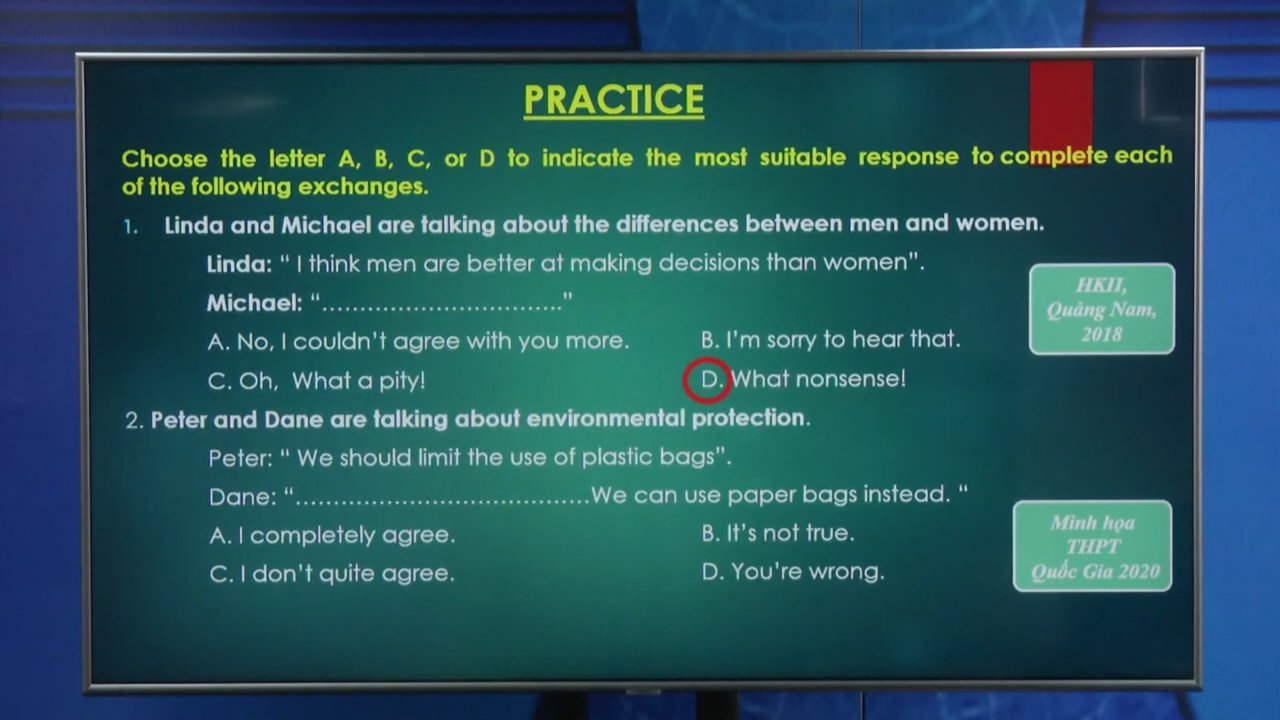 PRACTICE
Choose the letter A, B, C, or D to indicate the most suitable response to complete each
of the following exchanges.
1. Linda and Michael are talking about the differences between men and women.
Linda: “ I think men are better at making decisions than women”.
Michael: “...............................”
A. No, I couldn’t agree with you more.
B. I’m sorry to hear that.
C. Oh, What a pity!
D. What nonsense!
HKII,
Quảng Nam,
2018
2. Peter and Dane are talking about environmental protection.
Peter: “ We should limit the use of plastic bags”.
Dane: “......................................We can use paper bags instead. “
A. I completely agree.
B. It’s not true.
C. I don’t quite agree.
D. You’re wrong.
Minh họa
THPT
Quốc Gia 2020